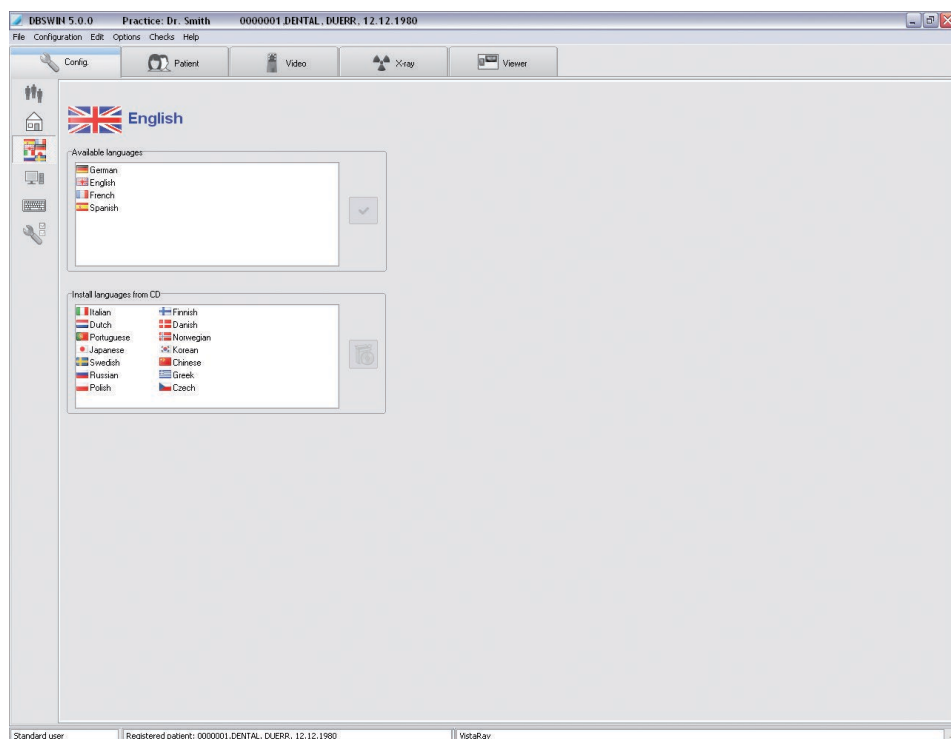 DBSWIN 5.0.0 Practice: Dr. Smith 0000001,DENTAL, DUERR, 12.12.1980
File Configuration Edit Options Checks Help
Config. Patient Video X-ray Viewer
English
Available languages
German
English
French
Spanish
Install languages from CD
Italian
Dutch
Portuguese
Japanese
Swedish
Russian
Polish
Finnish
Danish
Norwegian
Korean
Chinese
Greek
Czech
Standard user Registered patient: 0000001,DENTAL, DUERR, 12.12.1980 VistaRay